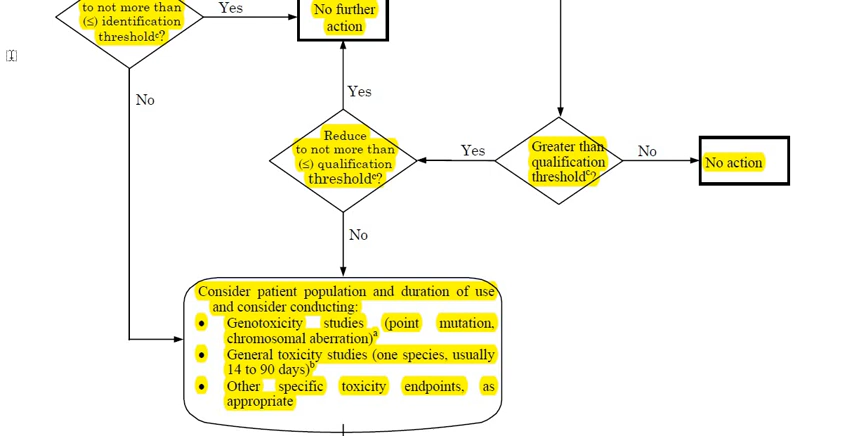 to not more than
(≤) identification
thresholdᶜ?
Yes
No further
action
No
Yes
Reduce
to not more than
(≤) qualification
thresholdᶜ?
Yes
Greater than
qualification
thresholdᶜ?
No
No action
No
Consider patient population and duration of use
and consider conducting:
● Genotoxicity studies (point mutation,
chromosomal aberration)ᵃ
● General toxicity studies (one species, usually
14 to 90 days)ᵇ
● Other specific toxicity endpoints, as
appropriate